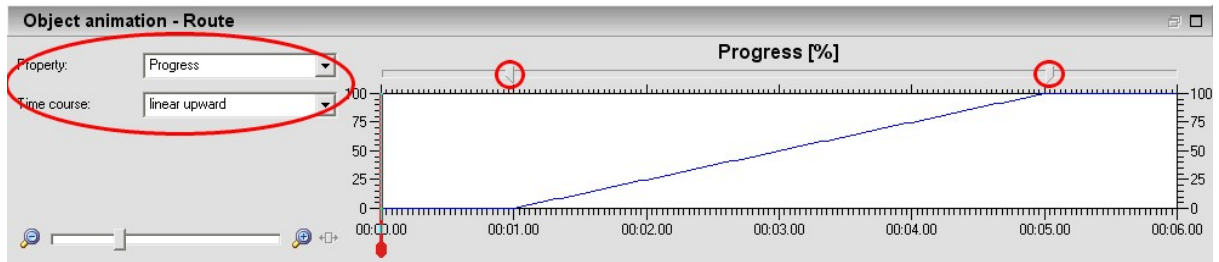 Object animation - Route
Property: Progress
Time course: linear upward
Progress [%]
100 100
75 75
50 50
25 25
0 0
00:00.00 00:01.00 00:02.00 00:03.00 00:04.00 00:05.00 00:06.00